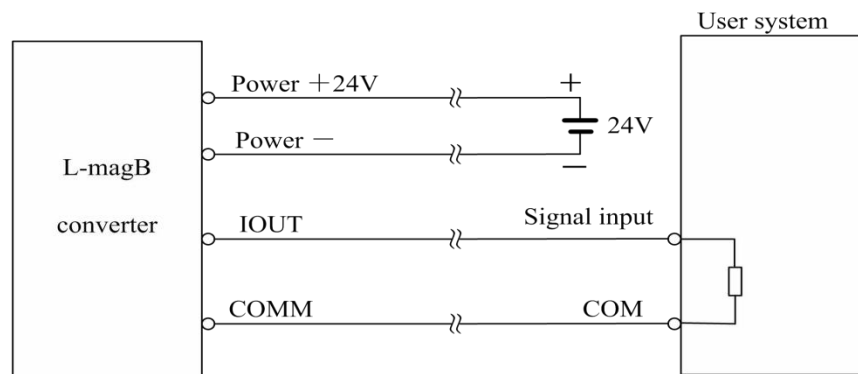 User system
Power ＋24V
+
24V
Power －
－
L-magB
converter
IOUT
Signal input
COMM
COM